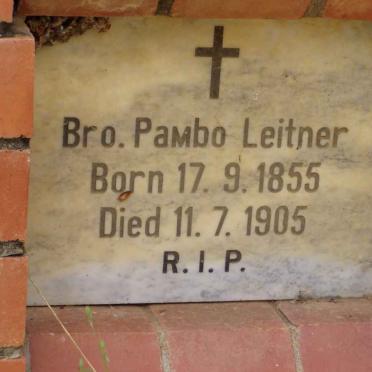 Bro. Pambo Leitner
Born 17. 9. 1855
Died 11. 7. 1905
R. I. P.